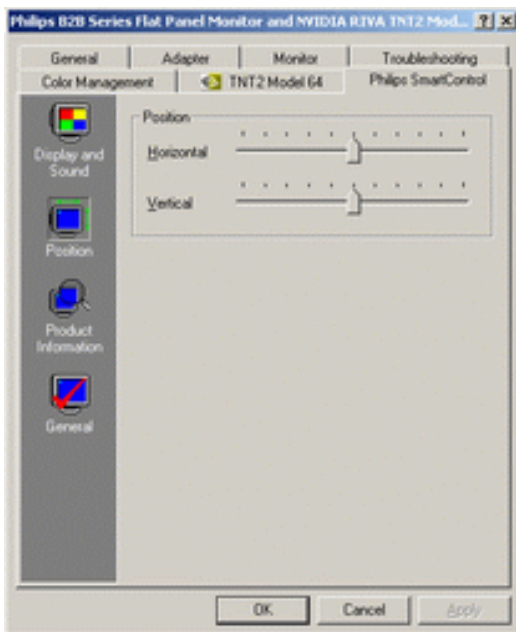 Philips B2B Series Flat Panel Monitor and NVIDIA RIVA TNT2 Mod... ? X
General Adapter Monitor Troubleshooting
Color Management TNT2 Model 64 Philips SmartControl
Display and
Sound
Position
Product
Information
General
Position
Horizontal
Vertical
OK Cancel Apply